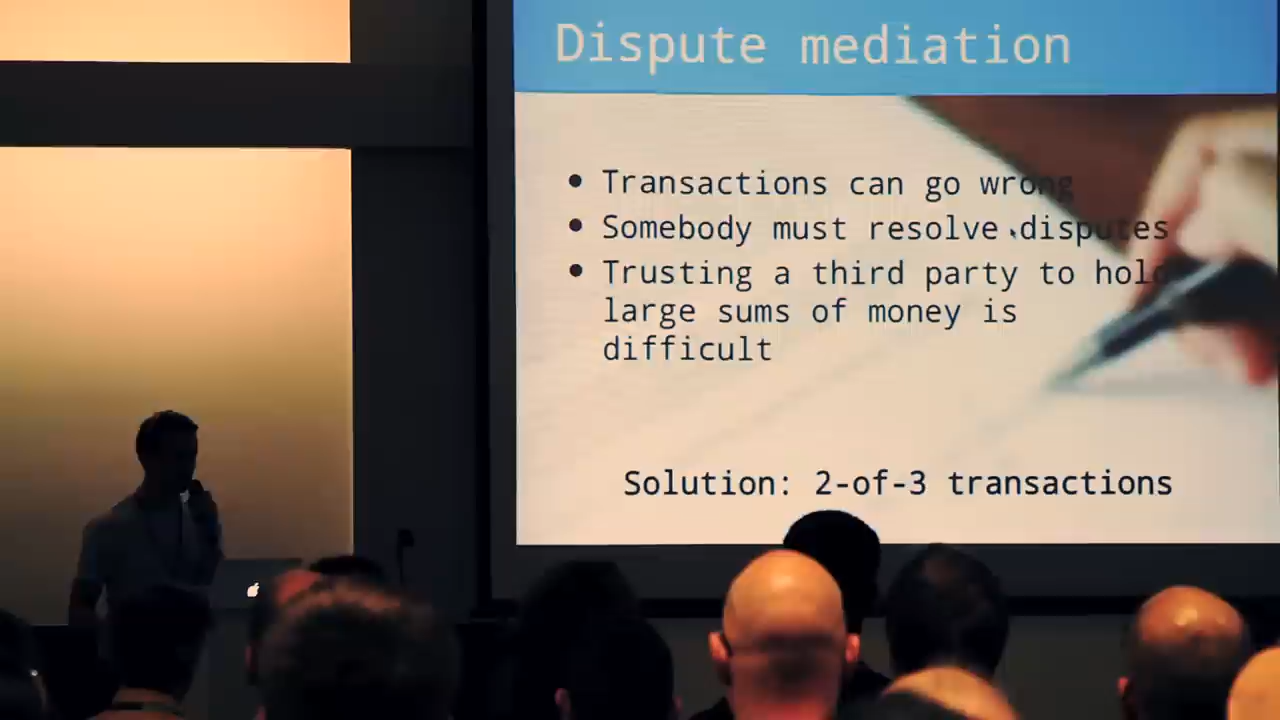 Dispute mediation
• Transactions can go wrong
• Somebody must resolve disputes
• Trusting a third party to hold
large sums of money is
difficult
Solution: 2-of-3 transactions